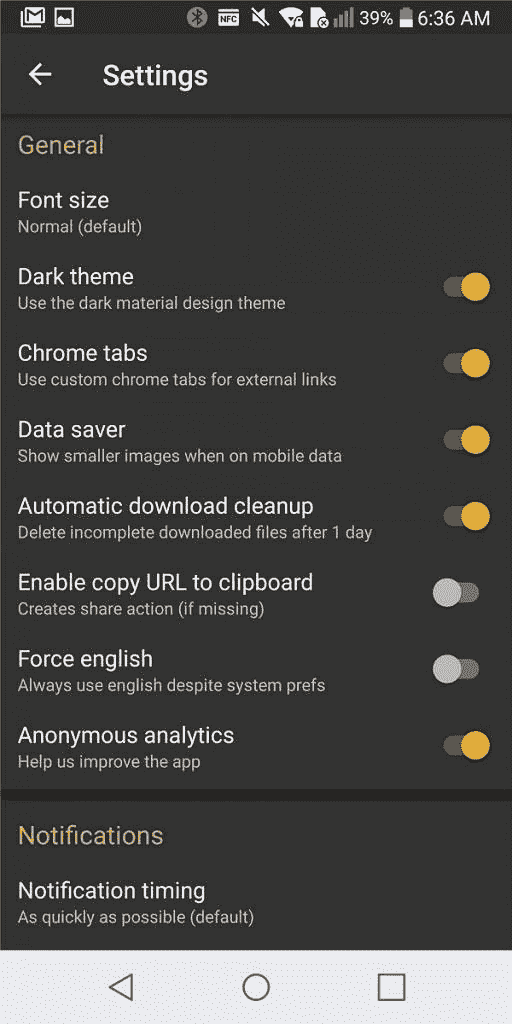 NFC 39% 6:36 AM
Settings
General
Font size
Normal (default)
Dark theme
Use the dark material design theme
Chrome tabs
Use custom chrome tabs for external links
Data saver
Show smaller images when on mobile data
Automatic download cleanup
Delete incomplete downloaded files after 1 day
Enable copy URL to clipboard
Creates share action (if missing)
Force english
Always use english despite system prefs
Anonymous analytics
Help us improve the app
Notifications
Notification timing
As quickly as possible (default)